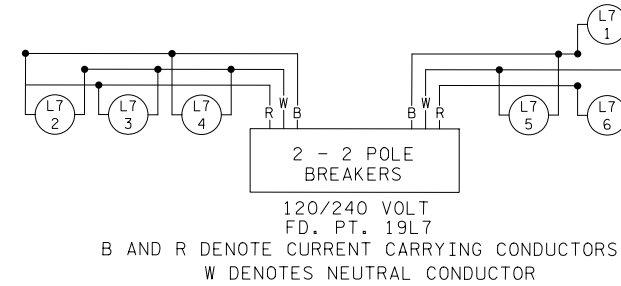 L7
1
L7
2
L7
3
L7
4
R W B
B W R
L7
5
L7
6
2 - 2 POLE
BREAKERS
120/240 VOLT
FD. PT. 19L7
B AND R DENOTE CURRENT CARRYING CONDUCTORS
W DENOTES NEUTRAL CONDUCTOR